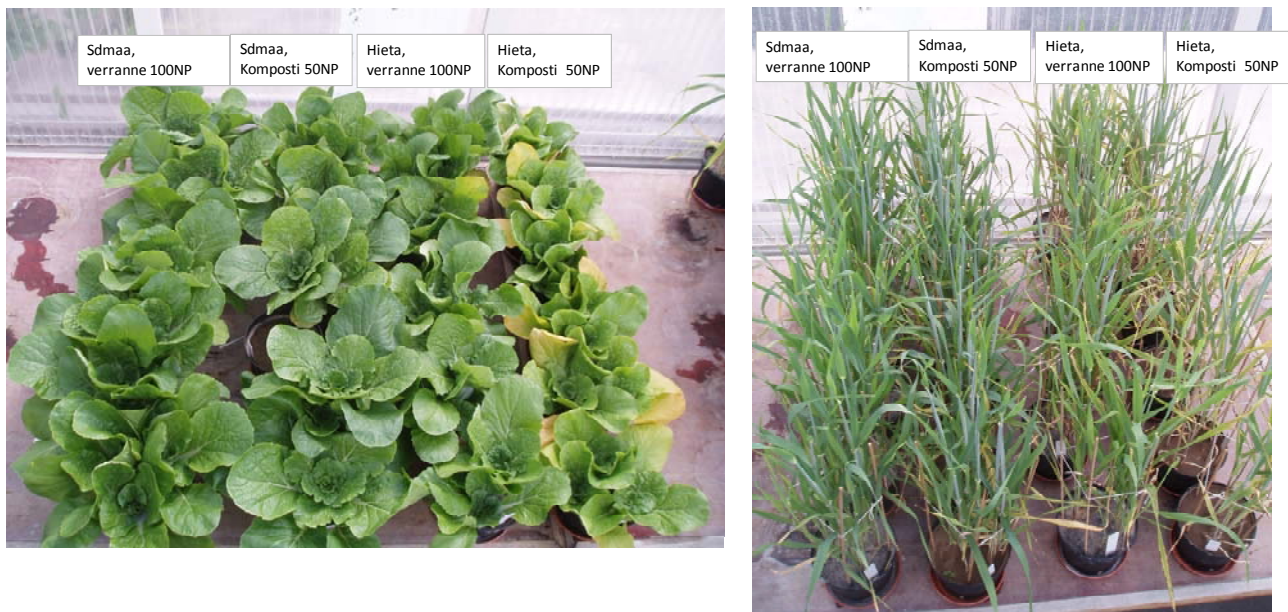 Sdmaa,
verranne 100NP
Sdmaa,
Komposti 50NP
Hieta,
verranne 100NP
Hieta,
Komposti 50NP
Sdmaa,
verranne 100NP
Sdmaa,
Komposti 50NP
Hieta,
verranne 100NP
Hieta,
Komposti 50NP